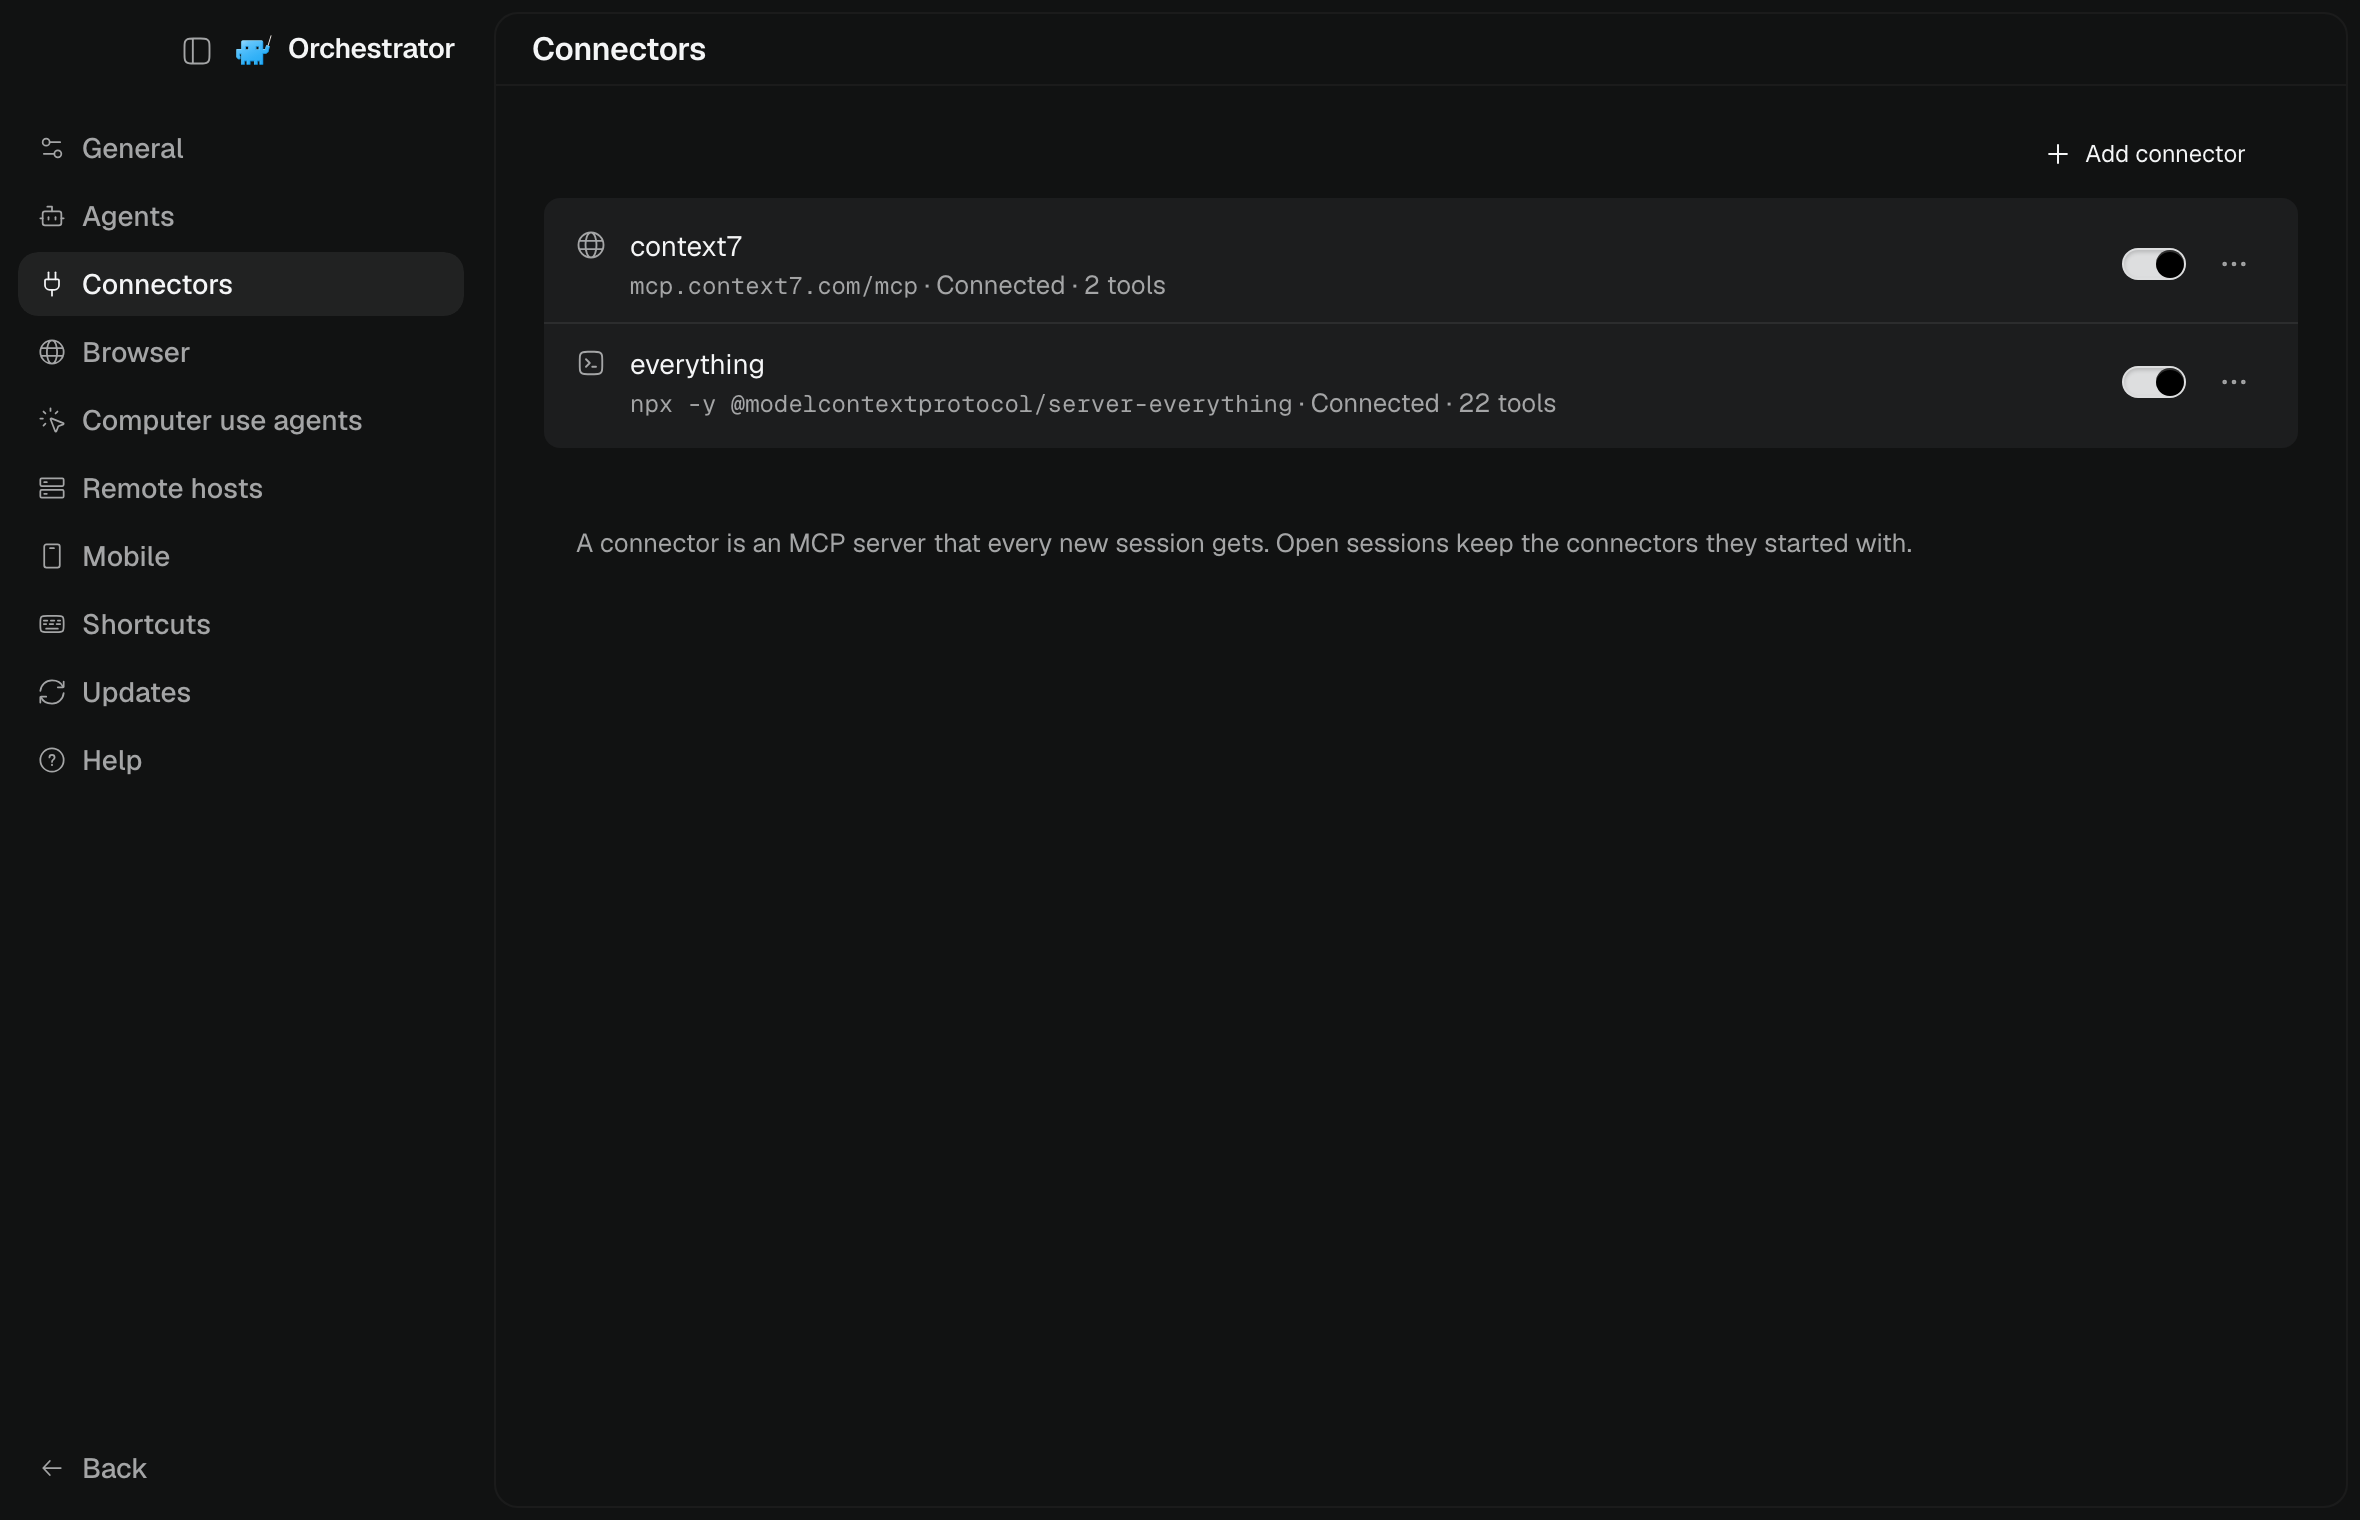 Orchestrator
General
Agents
Connectors
Browser
Computer use agents
Remote hosts
Mobile
Shortcuts
Updates
Help
Back
Connectors
Add connector
context7
mcp.context7.com/mcp · Connected · 2 tools
everything
npx -y @modelcontextprotocol/server-everything · Connected · 22 tools
A connector is an MCP server that every new session gets. Open sessions keep the connectors they started with.